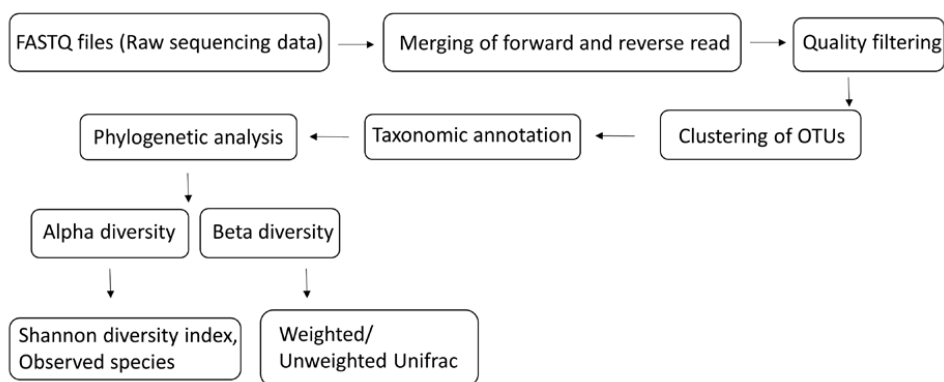 FASTQ files (Raw sequencing data)
Merging of forward and reverse read
Quality filtering
Clustering of OTUs
Taxonomic annotation
Phylogenetic analysis
Alpha diversity
Beta diversity
Shannon diversity index,
Observed species
Weighted/
Unweighted Unifrac